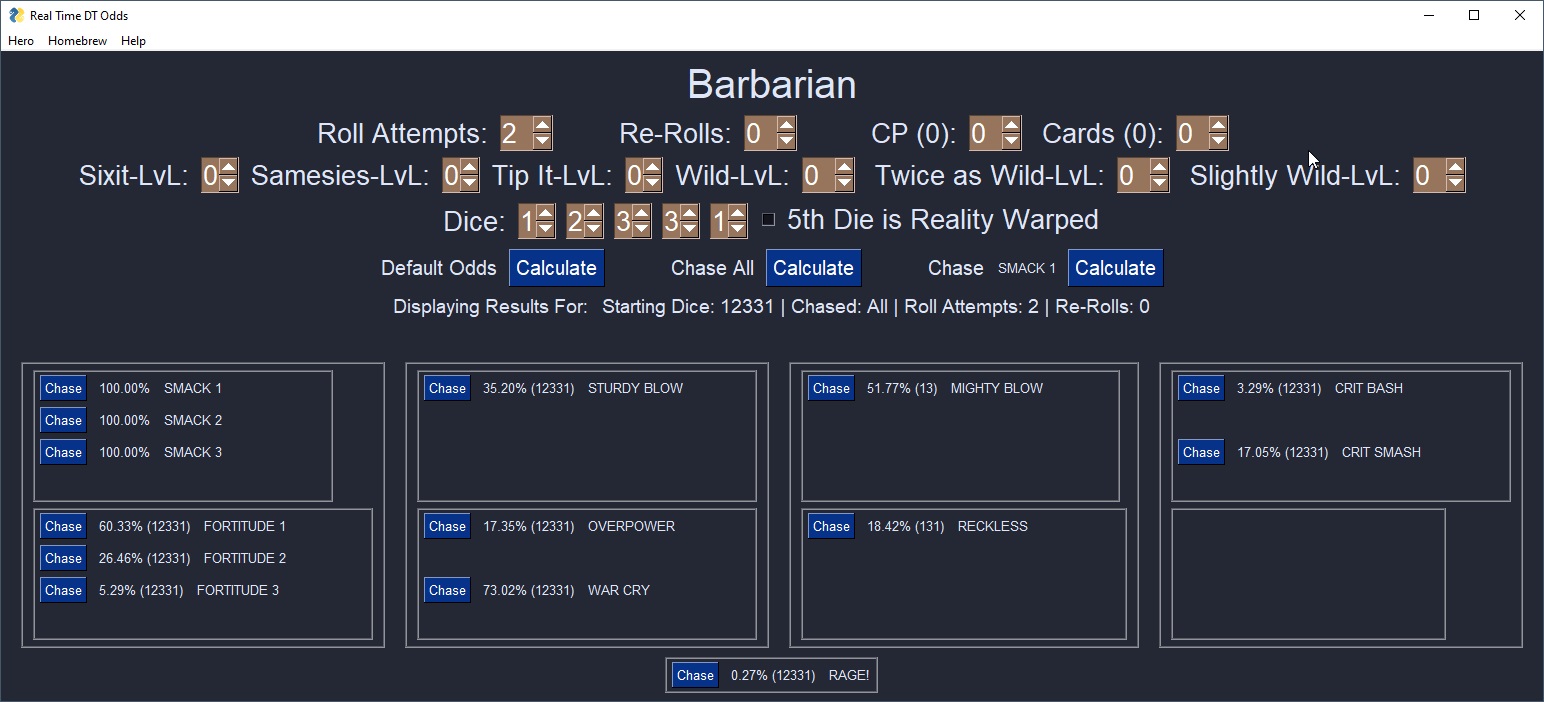 Real Time DT Odds
Hero Homebrew Help
Barbarian
Roll Attempts: 2 Re-Rolls: 0 CP (0): 0 Cards (0): 0
Sixit-LvL: 0 Samesies-LvL: 0 Tip It-LvL: 0 Wild-LvL: 0 Twice as Wild-LvL: 0 Slightly Wild-LvL: 0
Dice: 1 2 3 3 1 5th Die is Reality Warped
Default Odds Calculate Chase All Calculate Chase SMACK 1 Calculate
Displaying Results For: Starting Dice: 12331 | Chased: All | Roll Attempts: 2 | Re-Rolls: 0
Chase 100.00% SMACK 1
Chase 100.00% SMACK 2
Chase 100.00% SMACK 3
Chase 60.33% (12331) FORTITUDE 1
Chase 26.46% (12331) FORTITUDE 2
Chase 5.29% (12331) FORTITUDE 3
Chase 35.20% (12331) STURDY BLOW
Chase 17.35% (12331) OVERPOWER
Chase 73.02% (12331) WAR CRY
Chase 51.77% (13) MIGHTY BLOW
Chase 18.42% (131) RECKLESS
Chase 3.29% (12331) CRIT BASH
Chase 17.05% (12331) CRIT SMASH
Chase 0.27% (12331) RAGE!